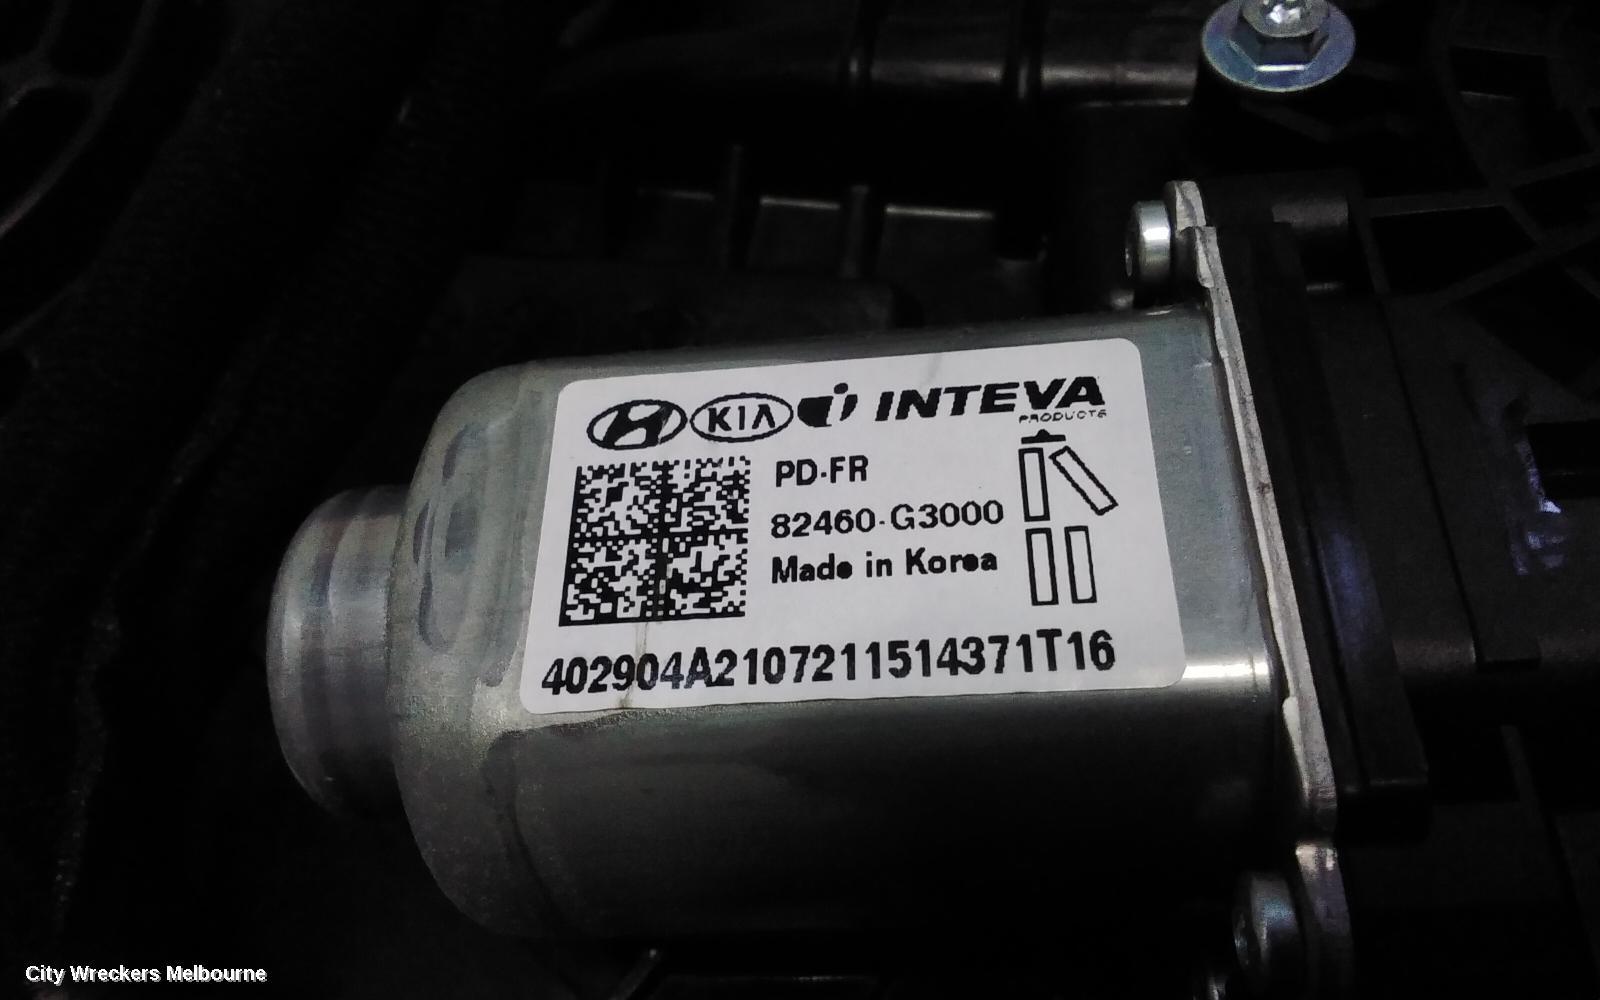 KIA INTEVA
PRODUCTS
PD-FR
82460-G3000
Made in Korea
402904A2107211514371T16
City Wreckers Melbourne